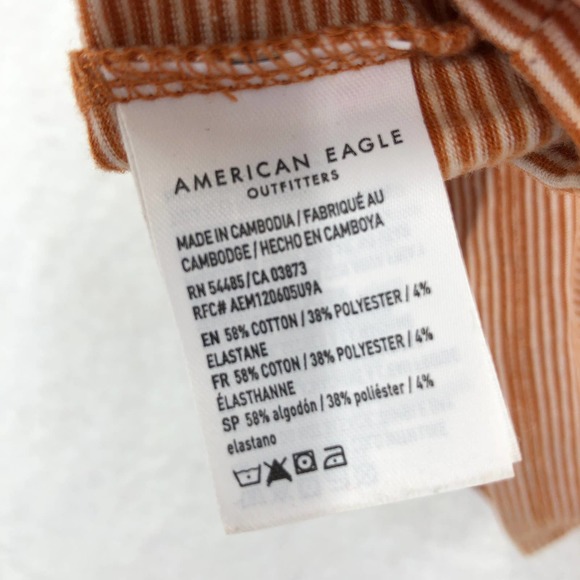 AMERICAN EAGLE
OUTFITTERS
MADE IN CAMBODIA / FABRIQUÉ AU
CAMBODGE / HECHO EN CAMBOYA
RN 54485 / CA 03873
RFC# AEM120605U9A
EN 58% COTTON / 38% POLYESTER / 4%
ELASTANE
FR 58% COTON / 38% POLYESTER / 4%
ÉLASTHANNE
SP 58% algodón / 38% poliéster / 4%
elastano